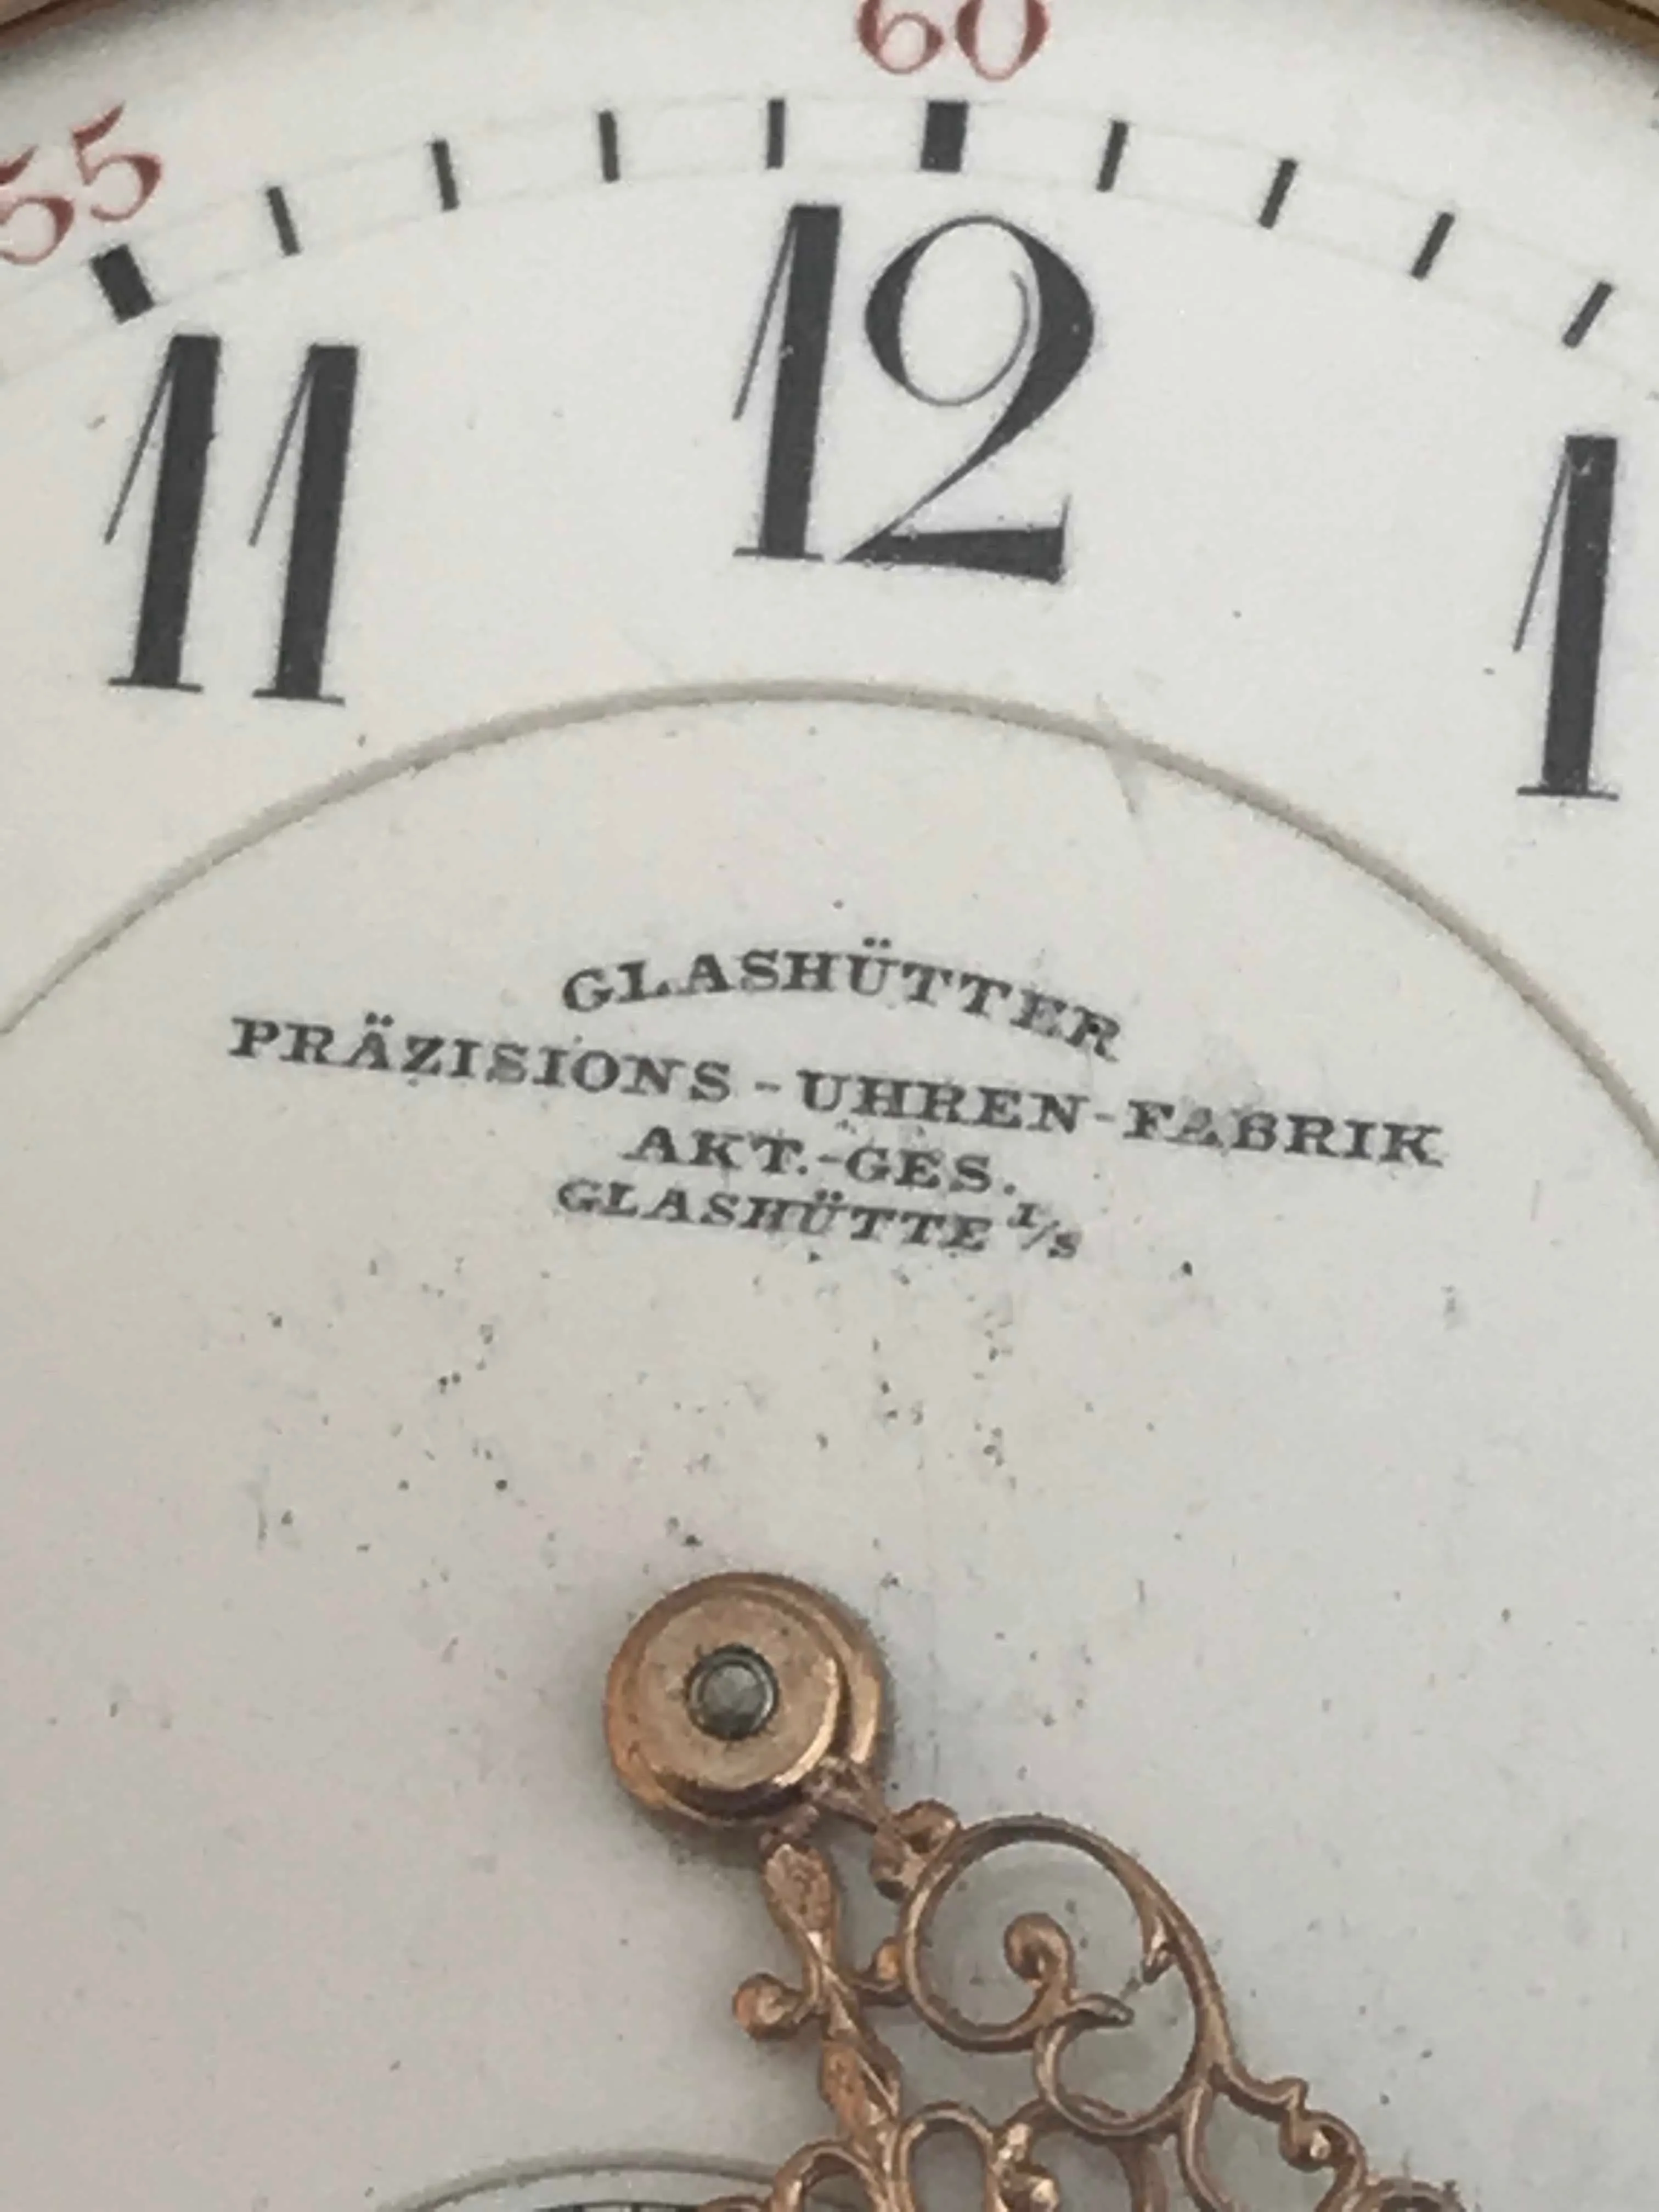 60
55
11 12 1
GLASHÜTTER
PRÄZISIONS-UHREN-FABRIK
AKT.-GES.
GLASHÜTTE I/S